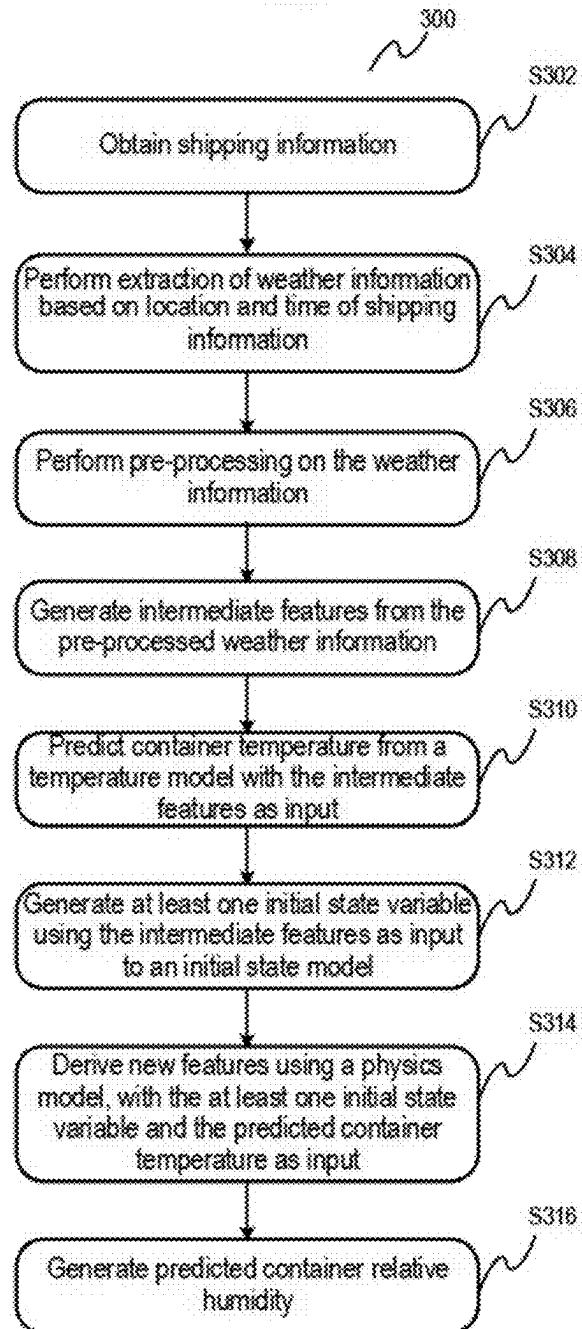 300
S302
Obtain shipping information
S304
Perform extraction of weather information
based on location and time of shipping
information
S306
Perform pre-processing on the weather
information
S308
Generate intermediate features from the
pre-processed weather information
S310
Predict container temperature from a
temperature model with the intermediate
features as input
S312
Generate at least one initial state variable
using the intermediate features as input
to an initial state model
S314
Derive new features using a physics
model, with the at least one initial state
variable and the predicted container
temperature as input
S316
Generate predicted container relative
humidity